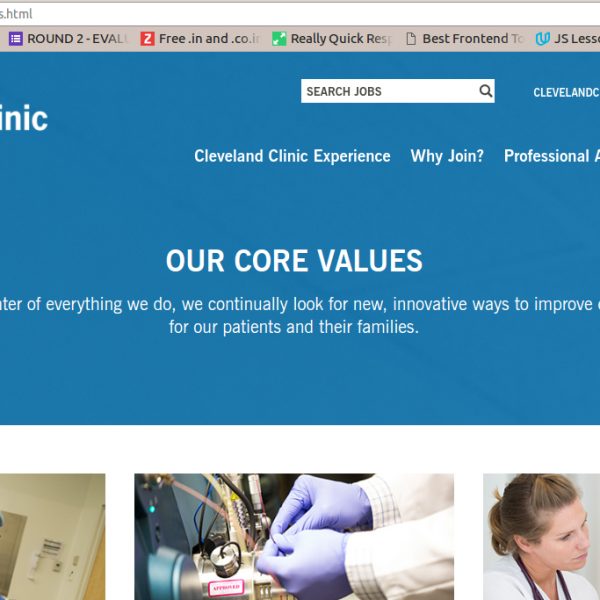 s.html
ROUND 2 - EVALU
Free .in and .co.in
Really Quick Resp
Best Frontend To
JS Lesso
SEARCH JOBS
CLEVELANDC
inic
Cleveland Clinic Experience Why Join? Professional A
OUR CORE VALUES
nter of everything we do, we continually look for new, innovative ways to improve
for our patients and their families.
APPROVED